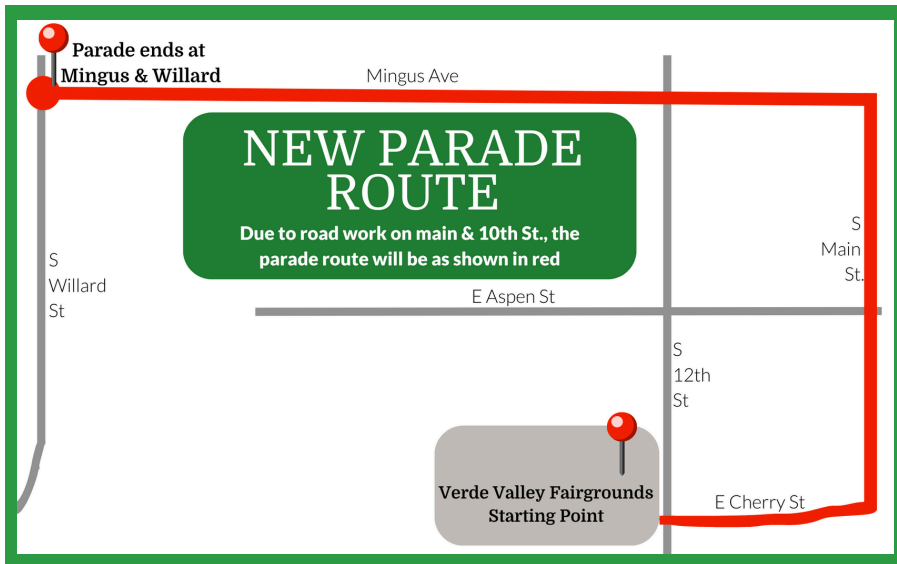 Parade ends at
Mingus & Willard
Mingus Ave
NEW PARADE
ROUTE
Due to road work on main & 10th St., the
parade route will be as shown in red
S
Main
St.
S
Willard
St
E Aspen St
S
12th
St
Verde Valley Fairgrounds
Starting Point
E Cherry St